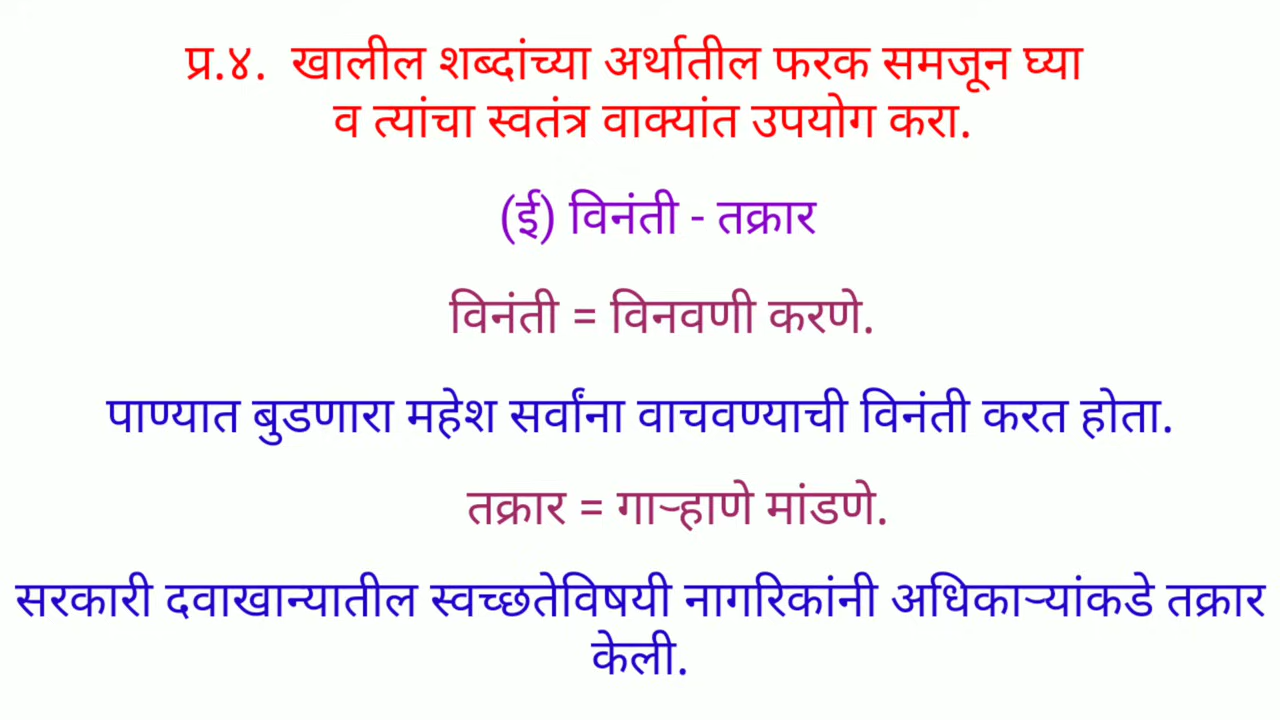 प्र.४. खालील शब्दांच्या अर्थातील फरक समजून घ्या
व त्यांचा स्वतंत्र वाक्यांत उपयोग करा.
(ई) विनंती - तक्रार
विनंती = विनवणी करणे.
पाण्यात बुडणारा महेश सर्वांना वाचवण्याची विनंती करत होता.
तक्रार = गाऱ्हाणे मांडणे.
सरकारी दवाखान्यातील स्वच्छतेविषयी नागरिकांनी अधिकाऱ्यांकडे तक्रार
केली.